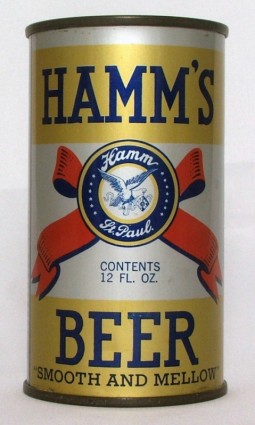 HAMM'S
Hamm
St. Paul.
CONTENTS
12 FL. OZ.
BEER
"SMOOTH AND MELLOW"